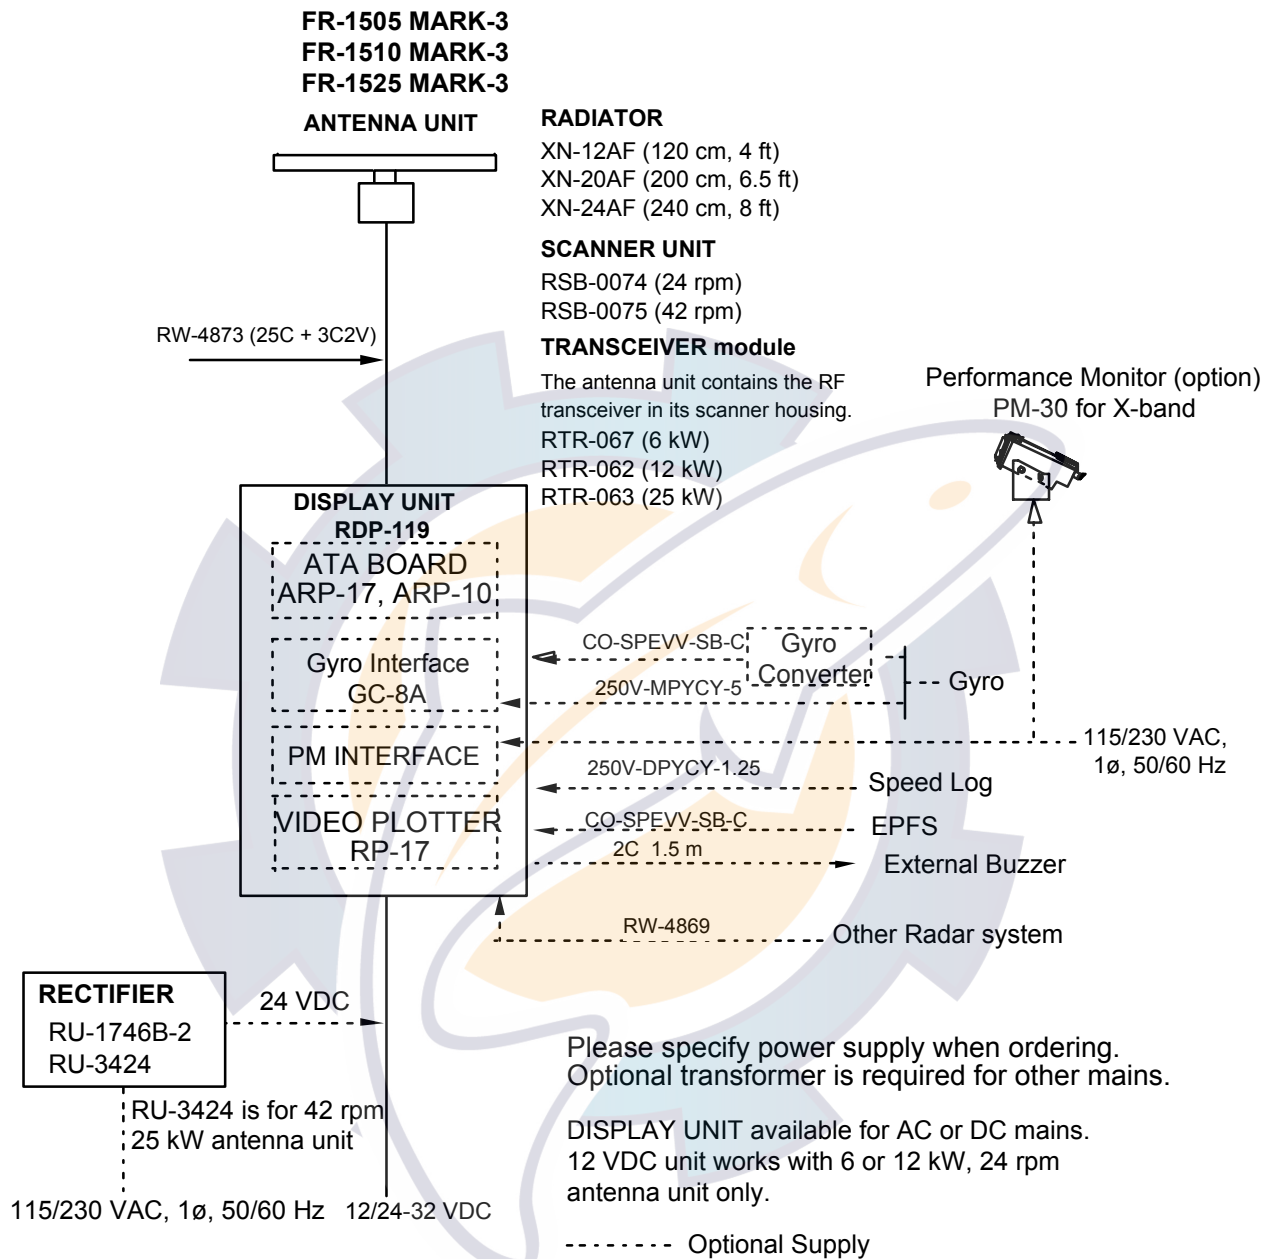 FR-1505 MARK-3
FR-1510 MARK-3
FR-1525 MARK-3
ANTENNA UNIT
RADIATOR
XN-12AF (120 cm, 4 ft)
XN-20AF (200 cm, 6.5 ft)
XN-24AF (240 cm, 8 ft)
SCANNER UNIT
RSB-0074 (24 rpm)
RSB-0075 (42 rpm)
RW-4873 (25C + 3C2V)
TRANSCEIVER module
The antenna unit contains the RF
transceiver in its scanner housing.
RTR-067 (6 kW)
RTR-062 (12 kW)
RTR-063 (25 kW)
Performance Monitor (option)
PM-30 for X-band
DISPLAY UNIT
RDP-119
ATA BOARD
ARP-17, ARP-10
Gyro Interface
GC-8A
PM INTERFACE
VIDEO PLOTTER
RP-17
CO-SPEVV-SB-C
Gyro
Converter
250V-MPYCY-5
Gyro
115/230 VAC,
1ø, 50/60 Hz
250V-DPYCY-1.25
Speed Log
CO-SPEVV-SB-C
EPFS
2C 1.5 m
External Buzzer
RW-4869
Other Radar system
RECTIFIER
RU-1746B-2
RU-3424
24 VDC
RU-3424 is for 42 rpm
25 kW antenna unit
115/230 VAC, 1ø, 50/60 Hz
12/24-32 VDC
Please specify power supply when ordering.
Optional transformer is required for other mains.
DISPLAY UNIT available for AC or DC mains.
12 VDC unit works with 6 or 12 kW, 24 rpm
antenna unit only.
Optional Supply